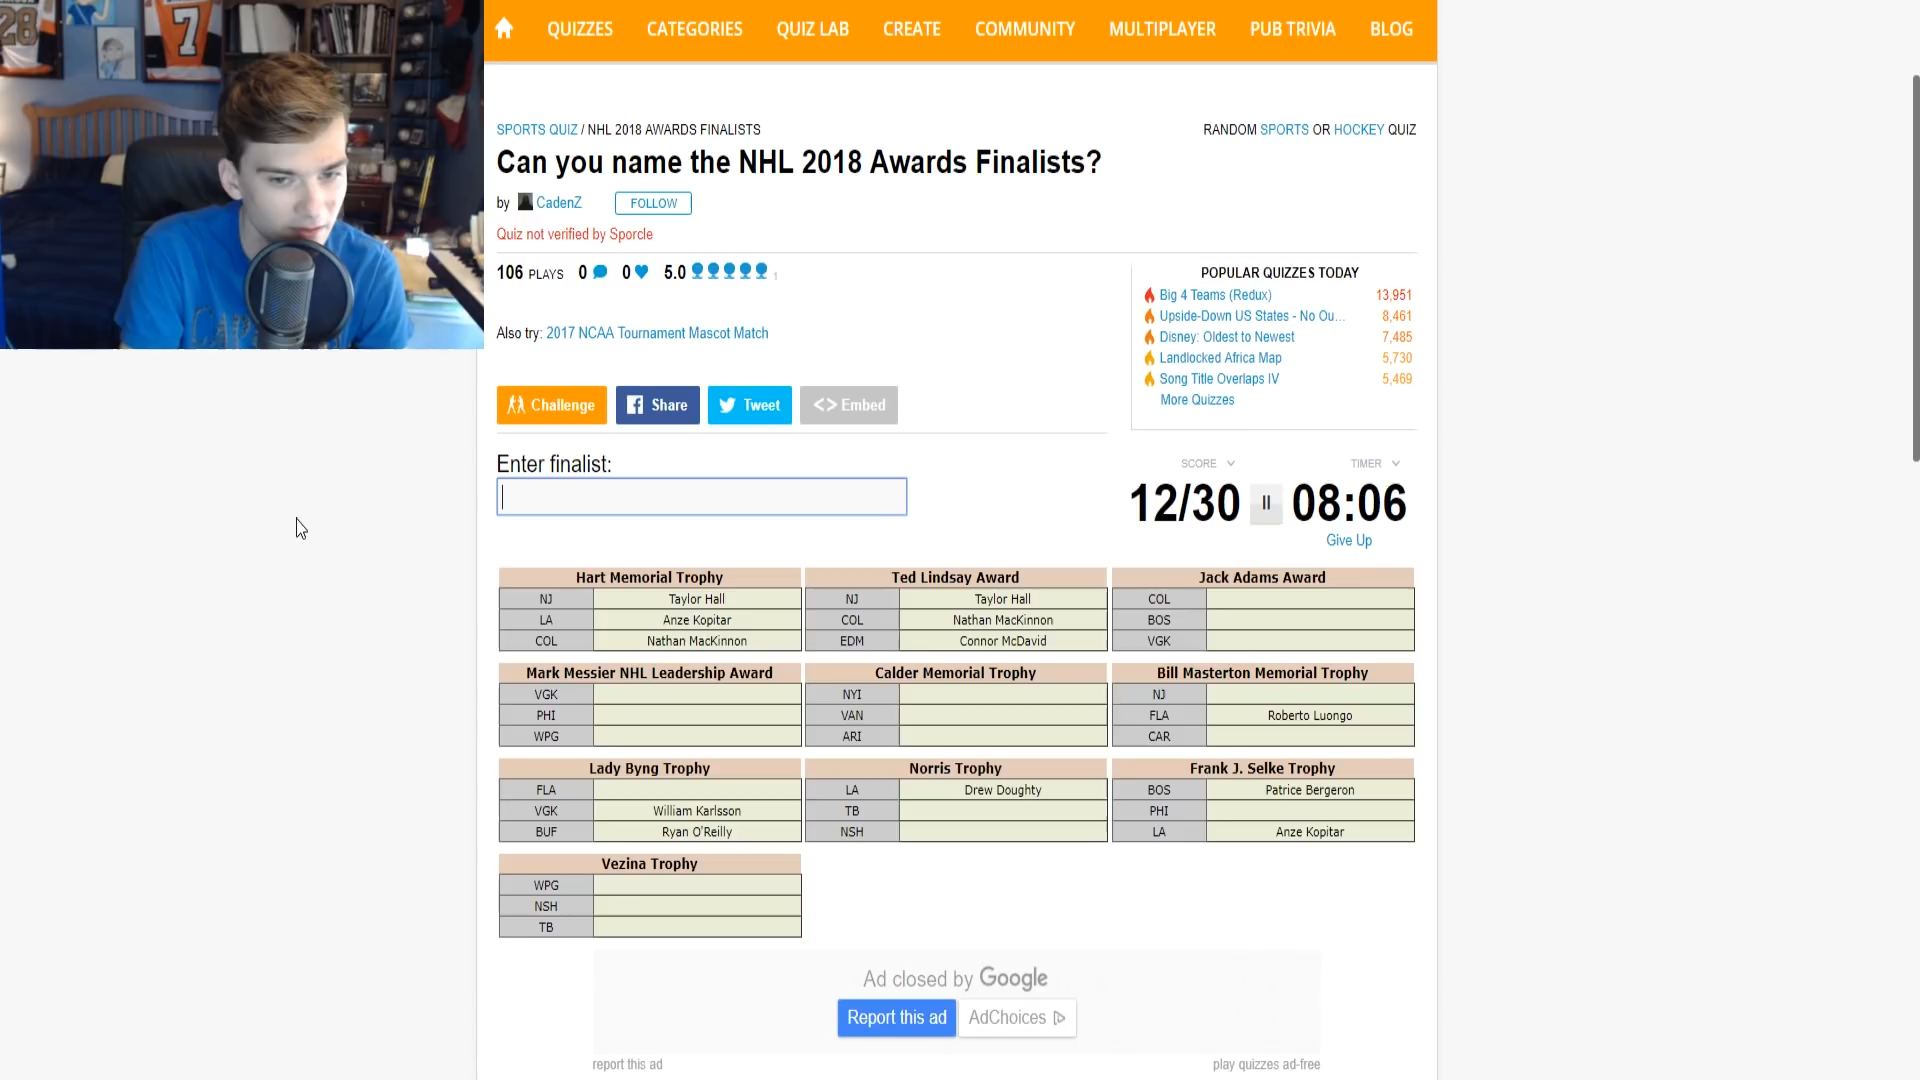 28
7
QUIZZES CATEGORIES QUIZ LAB CREATE COMMUNITY MULTIPLAYER PUB TRIVIA BLOG
SPORTS QUIZ / NHL 2018 AWARDS FINALISTS
RANDOM SPORTS OR HOCKEY QUIZ
Can you name the NHL 2018 Awards Finalists?
by CadenZ FOLLOW
Quiz not verified by Sporcle
106 PLAYS 0 0 5.0 1
Also try: 2017 NCAA Tournament Mascot Match
POPULAR QUIZZES TODAY
Big 4 Teams (Redux) 13,951
Upside-Down US States - No Ou... 8,461
Disney: Oldest to Newest 7,485
Landlocked Africa Map 5,730
Song Title Overlaps IV 5,469
More Quizzes
Challenge Share Tweet <> Embed
Enter finalist:
SCORE TIMER
12/30 08:06
Give Up
Hart Memorial Trophy
NJ Taylor Hall
LA Anze Kopitar
COL Nathan MacKinnon
Ted Lindsay Award
NJ Taylor Hall
COL Nathan MacKinnon
EDM Connor McDavid
Jack Adams Award
COL
BOS
VGK
Mark Messier NHL Leadership Award
VGK
PHI
WPG
Calder Memorial Trophy
NYI
VAN
ARI
Bill Masterton Memorial Trophy
NJ
FLA Roberto Luongo
CAR
Lady Byng Trophy
FLA
VGK William Karlsson
BUF Ryan O'Reilly
Norris Trophy
LA Drew Doughty
TB
NSH
Frank J. Selke Trophy
BOS Patrice Bergeron
PHI
LA Anze Kopitar
Vezina Trophy
WPG
NSH
TB
Ad closed by Google
Report this ad AdChoices
report this ad
play quizzes ad-free